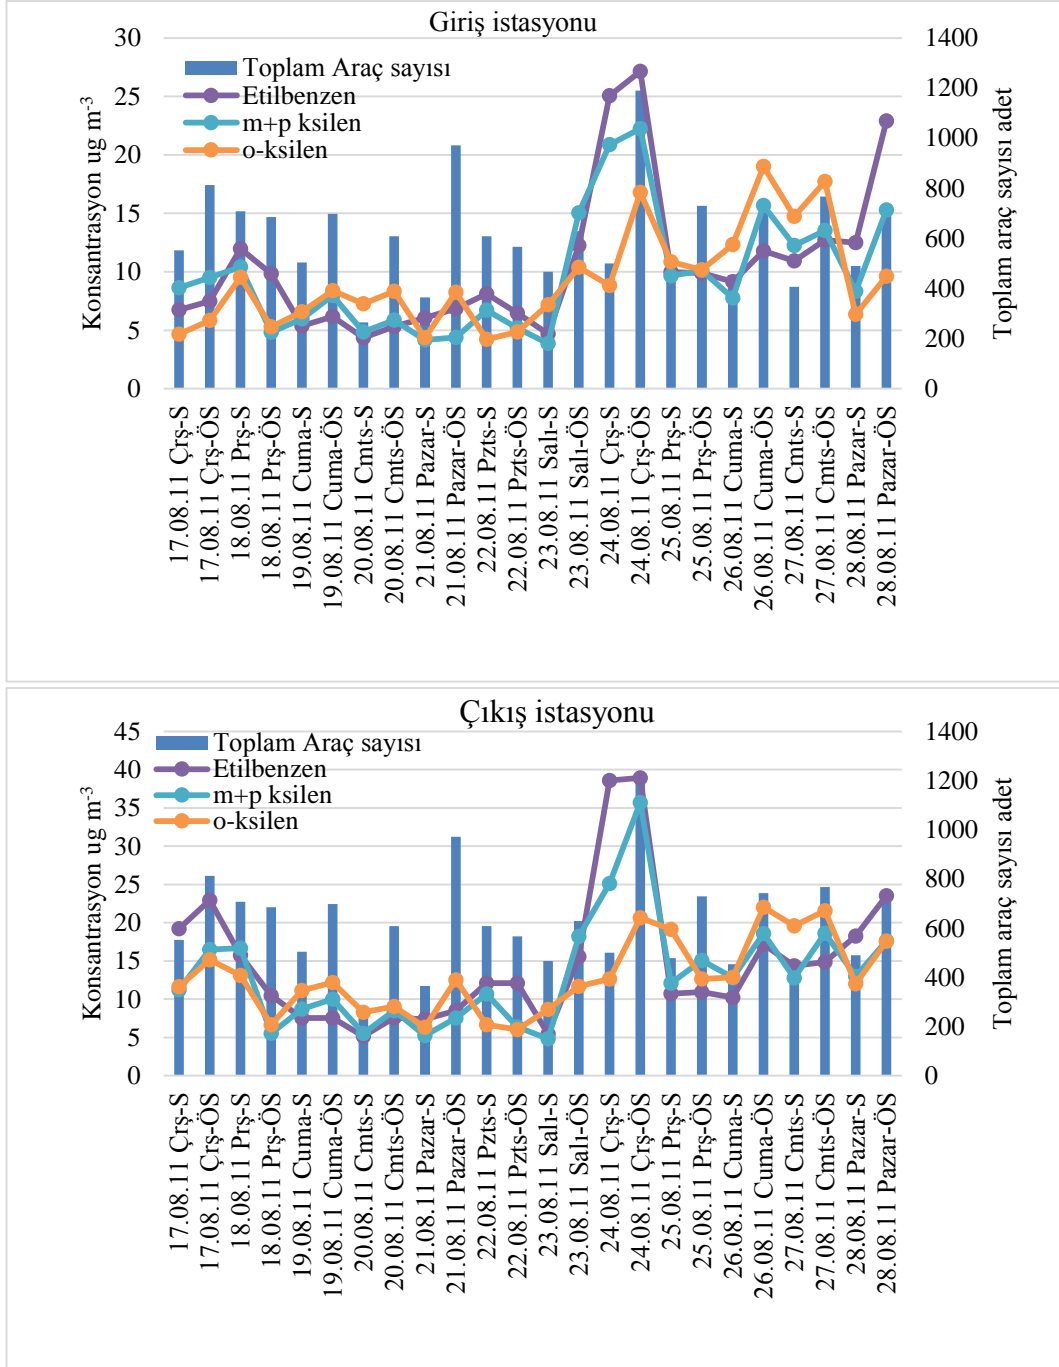 Giriş istasyonu
30
25
20
15
10
5
0
Konsantrasyon ug m-3
Toplam Araç sayısı
Etilbenzen
m+p ksilen
o-ksilen
1400
1200
1000
800
600
400
200
0
Toplam araç sayısı adet
17.08.11 Çrş-S
17.08.11 Çrş-ÖS
18.08.11 Prş-S
18.08.11 Prş-ÖS
19.08.11 Cuma-S
19.08.11 Cuma-ÖS
20.08.11 Cmts-S
20.08.11 Cmts-ÖS
21.08.11 Pazar-S
21.08.11 Pazar-ÖS
22.08.11 Pzts-S
22.08.11 Pzts-ÖS
23.08.11 Salı-S
23.08.11 Salı-ÖS
24.08.11 Çrş-S
24.08.11 Çrş-ÖS
25.08.11 Prş-S
25.08.11 Prş-ÖS
26.08.11 Cuma-S
26.08.11 Cuma-ÖS
27.08.11 Cmts-S
27.08.11 Cmts-ÖS
28.08.11 Pazar-S
28.08.11 Pazar-ÖS
Çıkış istasyonu
45
40
35
30
25
20
15
10
5
0
Konsantrasyon ug m-3
Toplam Araç sayısı
Etilbenzen
m+p ksilen
o-ksilen
1400
1200
1000
800
600
400
200
0
Toplam araç sayısı adet
17.08.11 Çrş-S
17.08.11 Çrş-ÖS
18.08.11 Prş-S
18.08.11 Prş-ÖS
19.08.11 Cuma-S
19.08.11 Cuma-ÖS
20.08.11 Cmts-S
20.08.11 Cmts-ÖS
21.08.11 Pazar-S
21.08.11 Pazar-ÖS
22.08.11 Pzts-S
22.08.11 Pzts-ÖS
23.08.11 Salı-S
23.08.11 Salı-ÖS
24.08.11 Çrş-S
24.08.11 Çrş-ÖS
25.08.11 Prş-S
25.08.11 Prş-ÖS
26.08.11 Cuma-S
26.08.11 Cuma-ÖS
27.08.11 Cmts-S
27.08.11 Cmts-ÖS
28.08.11 Pazar-S
28.08.11 Pazar-ÖS